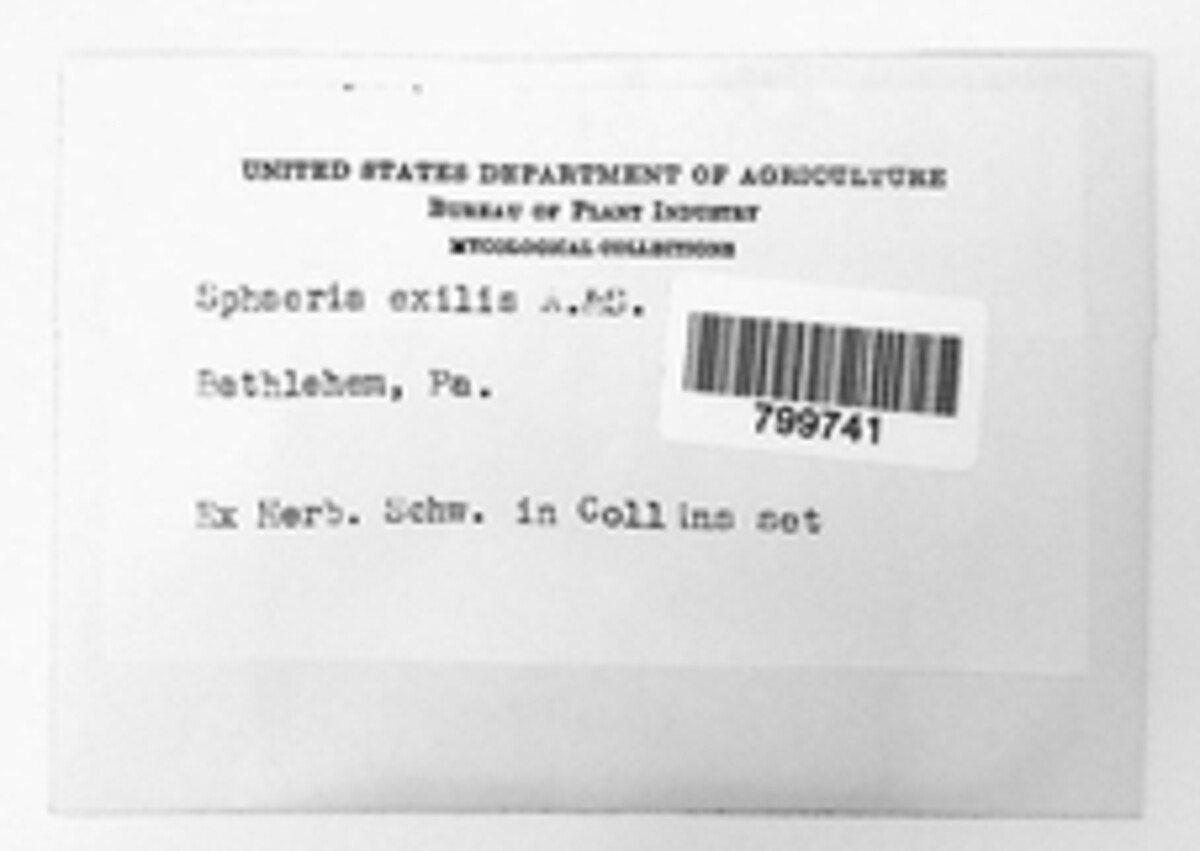 UNITED STATES DEPARTMENT OF AGRICULTURE
BUREAU OF PLANT INDUSTRY
MYCOLOGICAL COLLECTIONS
Sphaeria exilis A.&S.
799741
Bethlehem, Pa.
Ex Herb. Schw. in Collins set